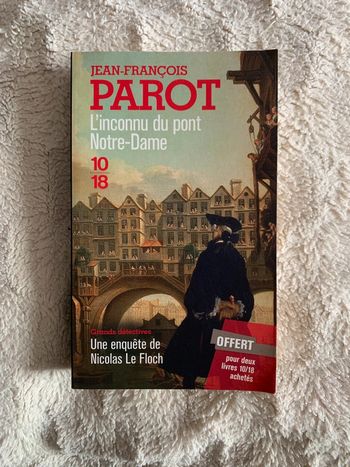 JEAN-FRANÇOIS
PAROT
L'inconnu du pont
Notre-Dame
10
18
Grands détectives
Une enquête de
Nicolas Le Floch
OFFERT
pour deux
livres 10/18
achetés